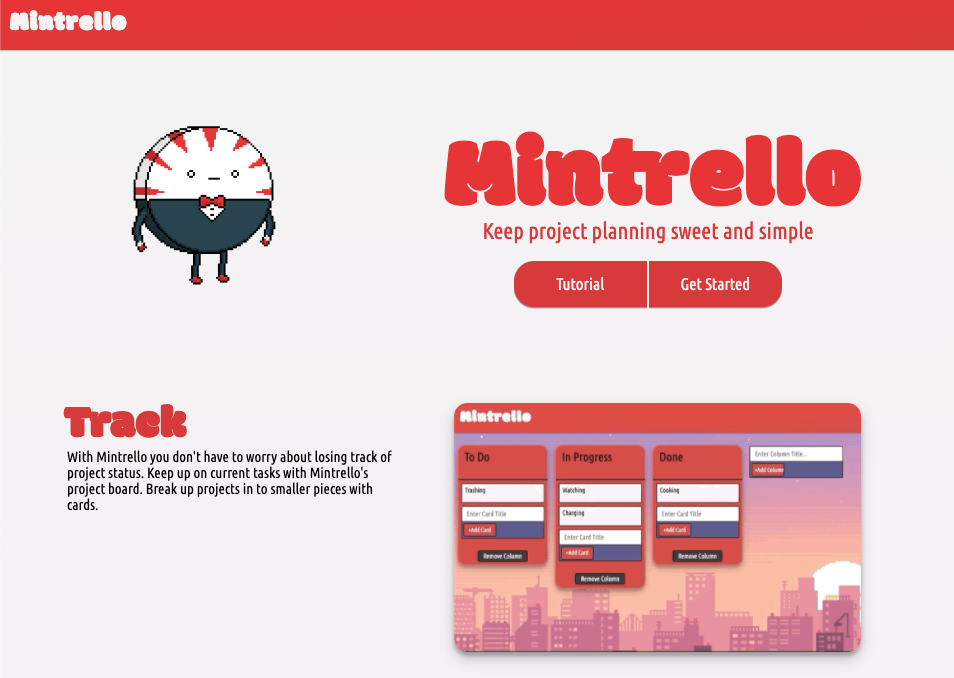 Mintrello
Mintrello
Keep project planning sweet and simple
Tutorial
Get Started
Track
With Mintrello you don't have to worry about losing track of
project status. Keep up on current tasks with Mintrello's
project board. Break up projects in to smaller pieces with
cards.
Mintrello
To Do
Trashing
Enter Card Title
+Add Card
Remove Column
In Progress
Watching
Charging
Enter Card Title
+Add Card
Remove Column
Done
Cooking
Enter Card Title
+Add Card
Remove Column
Enter Column Title...
+Add Column